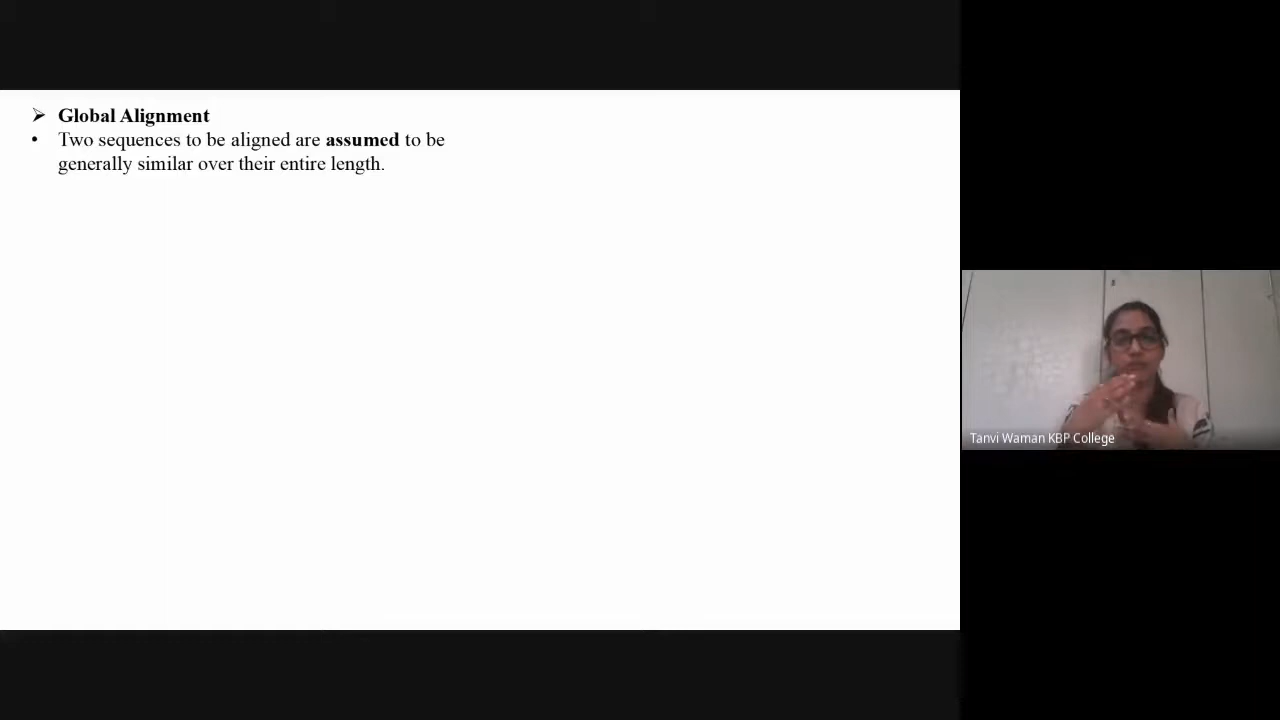 ➢ Global Alignment
• Two sequences to be aligned are assumed to be
generally similar over their entire length.
Tanvi Waman KBP College